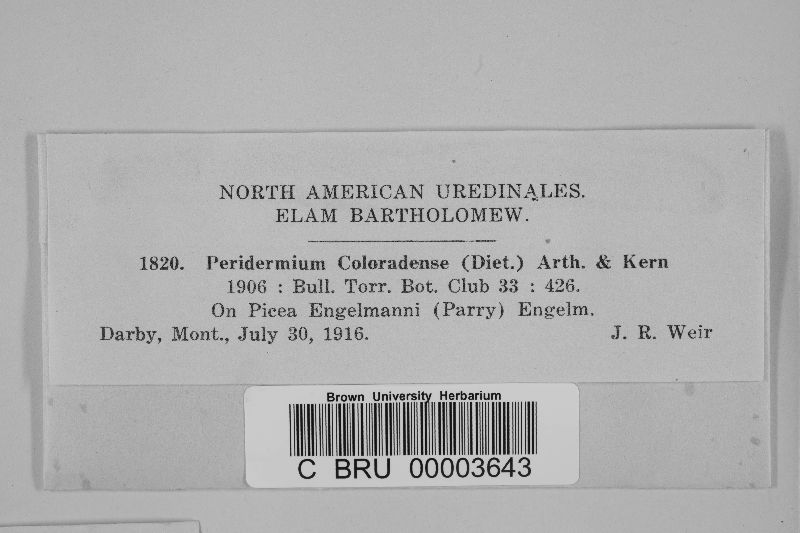 NORTH AMERICAN UREDINALES.
ELAM BARTHOLOMEW.
1820. Peridermium Coloradense (Diet.) Arth. & Kern
1906 : Bull. Torr. Bot. Club 33 : 426.
On Picea Engelmanni (Parry) Engelm.
Darby, Mont., July 30, 1916. J. R. Weir
Brown University Herbarium
C BRU 00003643